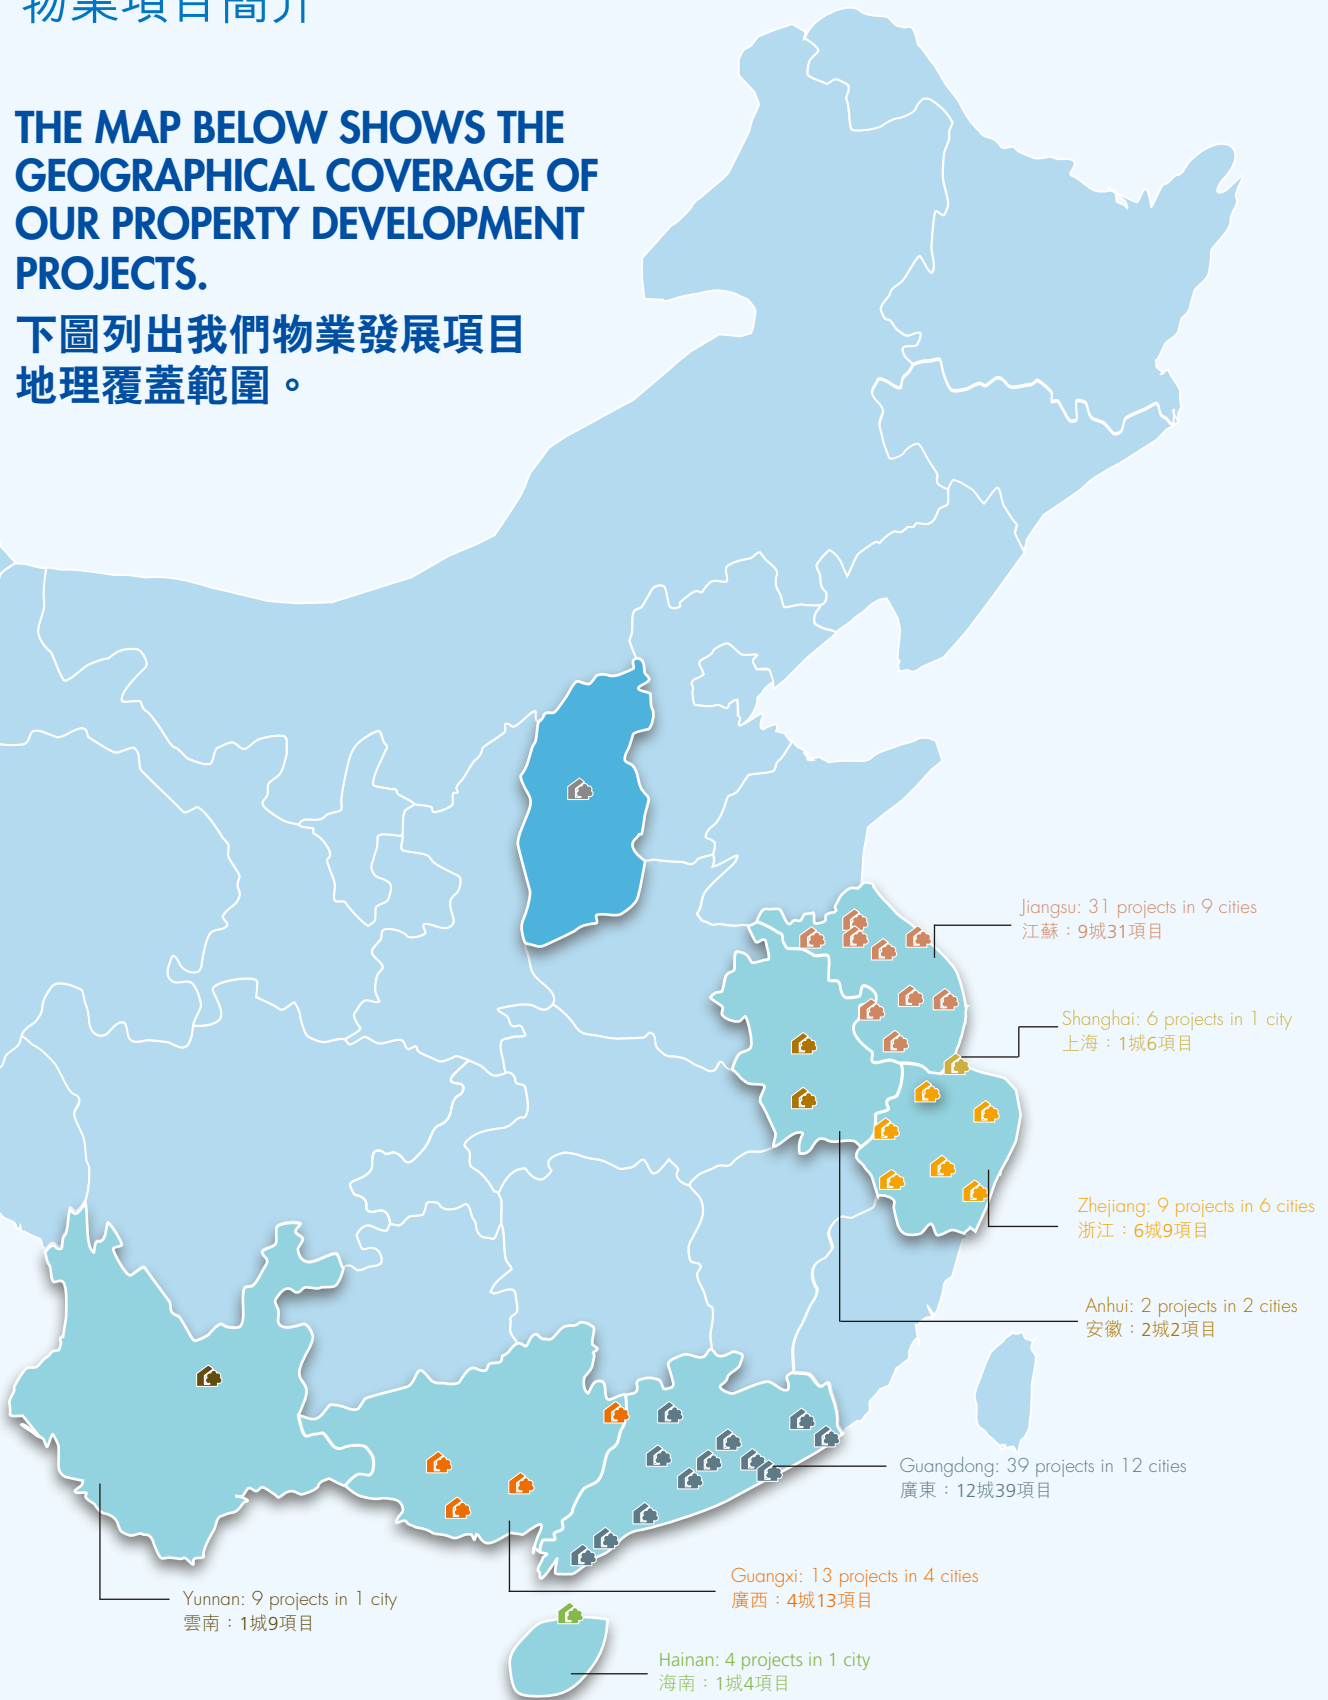 物業項目簡介
THE MAP BELOW SHOWS THE
GEOGRAPHICAL COVERAGE OF
OUR PROPERTY DEVELOPMENT
PROJECTS.
下圖列出我們物業發展項目
地理覆蓋範圍。
Jiangsu: 31 projects in 9 cities
江蘇：9城31項目
Shanghai: 6 projects in 1 city
上海：1城6項目
Zhejiang: 9 projects in 6 cities
浙江：6城9項目
Anhui: 2 projects in 2 cities
安徽：2城2項目
Guangdong: 39 projects in 12 cities
廣東：12城39項目
Guangxi: 13 projects in 4 cities
廣西：4城13項目
Yunnan: 9 projects in 1 city
雲南：1城9項目
Hainan: 4 projects in 1 city
海南：1城4項目